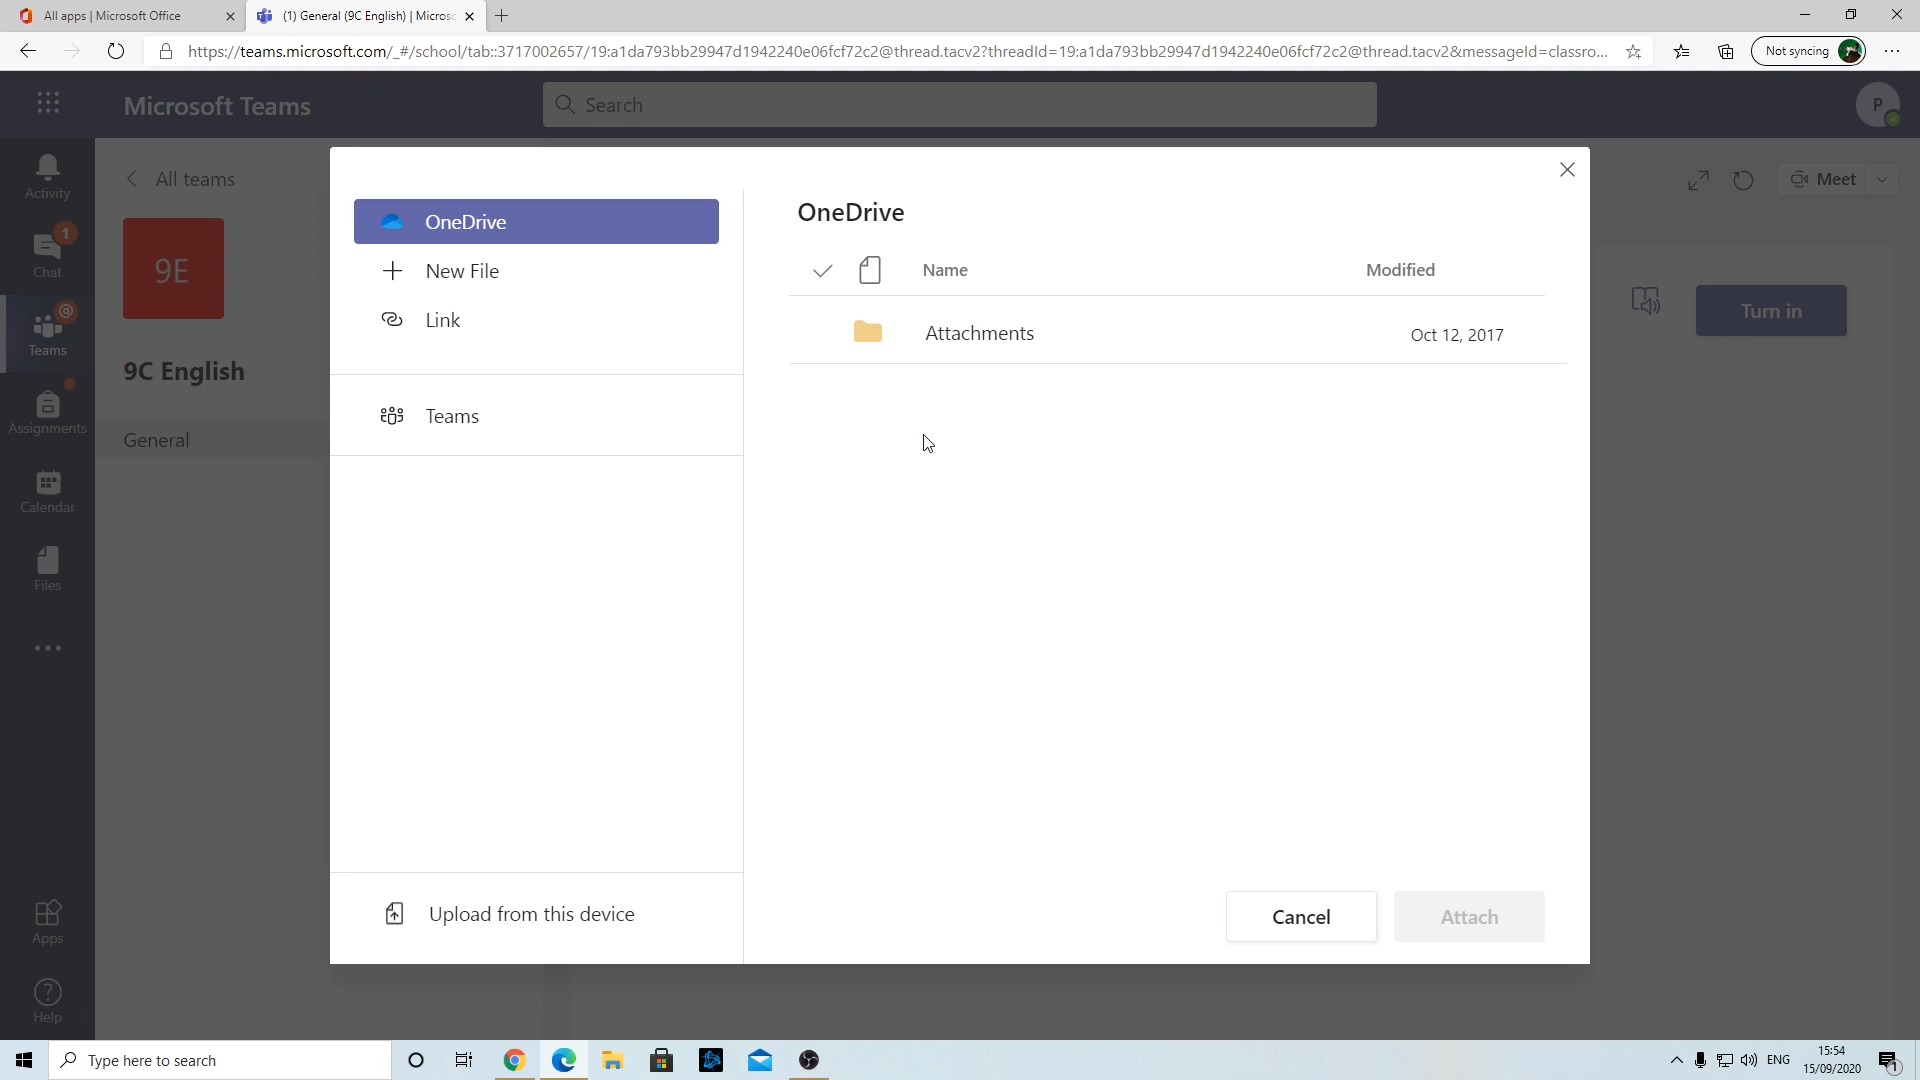 All apps | Microsoft Office
(1) General (9C English) | Micros
https://teams.microsoft.com/_#/school/tab::3717002657/19:a1da793bb29947d1942240e06fcf72c2@thread.tacv2?threadId=19:a1da793bb29947d1942240e06fcf72c2@thread.tacv2&messageId=classro...
Not syncing
Microsoft Teams
Search
P
Activity
Chat
1
Teams
Assignments
Calendar
Files
Apps
Help
All teams
9E
9C English
General
Meet
Turn in
OneDrive
New File
Link
Teams
Upload from this device
OneDrive
Name Modified
Attachments Oct 12, 2017
Cancel
Attach
Type here to search
ENG
15:54
15/09/2020
1